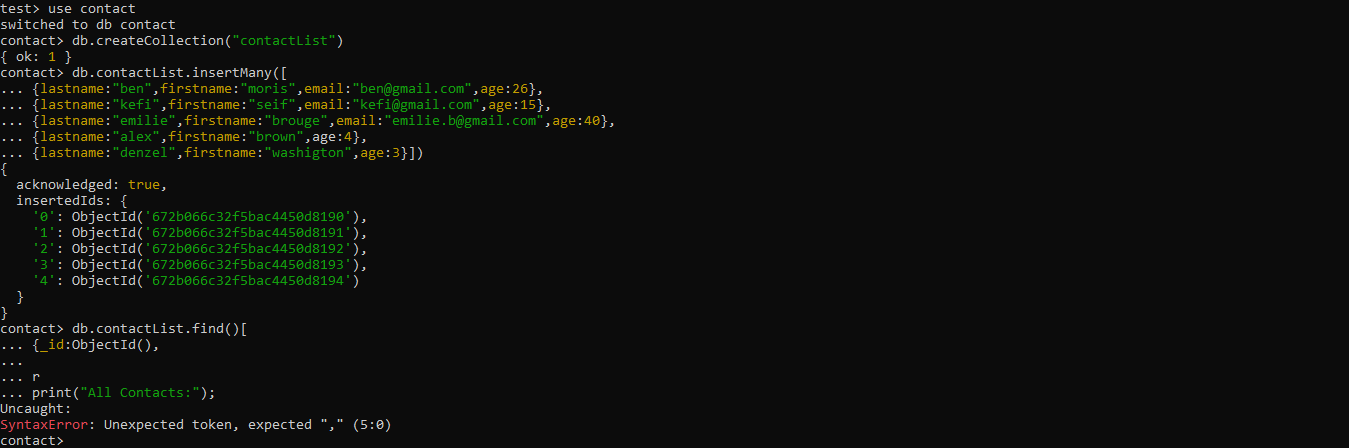 test> use contact
switched to db contact
contact> db.createCollection("contactList")
{ ok: 1 }
contact> db.contactList.insertMany([
... {lastname:"ben",firstname:"moris",email:"ben@gmail.com",age:26},
... {lastname:"kefi",firstname:"seif",email:"kefi@gmail.com",age:15},
... {lastname:"emilie",firstname:"brouge",email:"emilie.b@gmail.com",age:40},
... {lastname:"alex",firstname:"brown",age:4},
... {lastname:"denzel",firstname:"washigton",age:3}])
{
  acknowledged: true,
  insertedIds: {
    '0': ObjectId('672b066c32f5bac4450d8190'),
    '1': ObjectId('672b066c32f5bac4450d8191'),
    '2': ObjectId('672b066c32f5bac4450d8192'),
    '3': ObjectId('672b066c32f5bac4450d8193'),
    '4': ObjectId('672b066c32f5bac4450d8194')
  }
}
contact> db.contactList.find()[
... {_id:ObjectId(),
...
... r
... print("All Contacts:");
Uncaught:
SyntaxError: Unexpected token, expected "," (5:0)
contact>